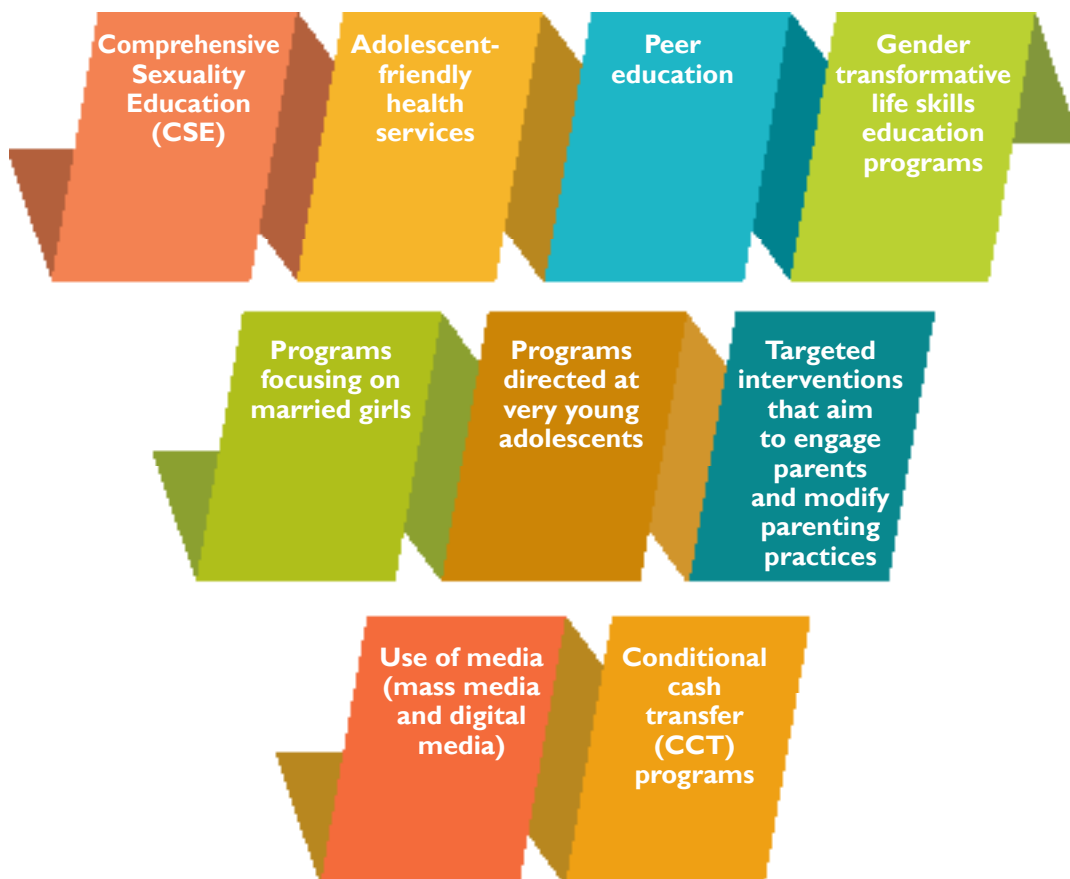 Comprehensive
Sexuality
Education
(CSE)
Adolescent-
friendly
health
services
Peer
education
Gender
transformative
life skills
education
programs
Programs
focusing on
married girls
Programs
directed at
very young
adolescents
Targeted
interventions
that aim
to engage
parents
and modify
parenting
practices
Use of media
(mass media
and digital
media)
Conditional
cash
transfer
(CCT)
programs